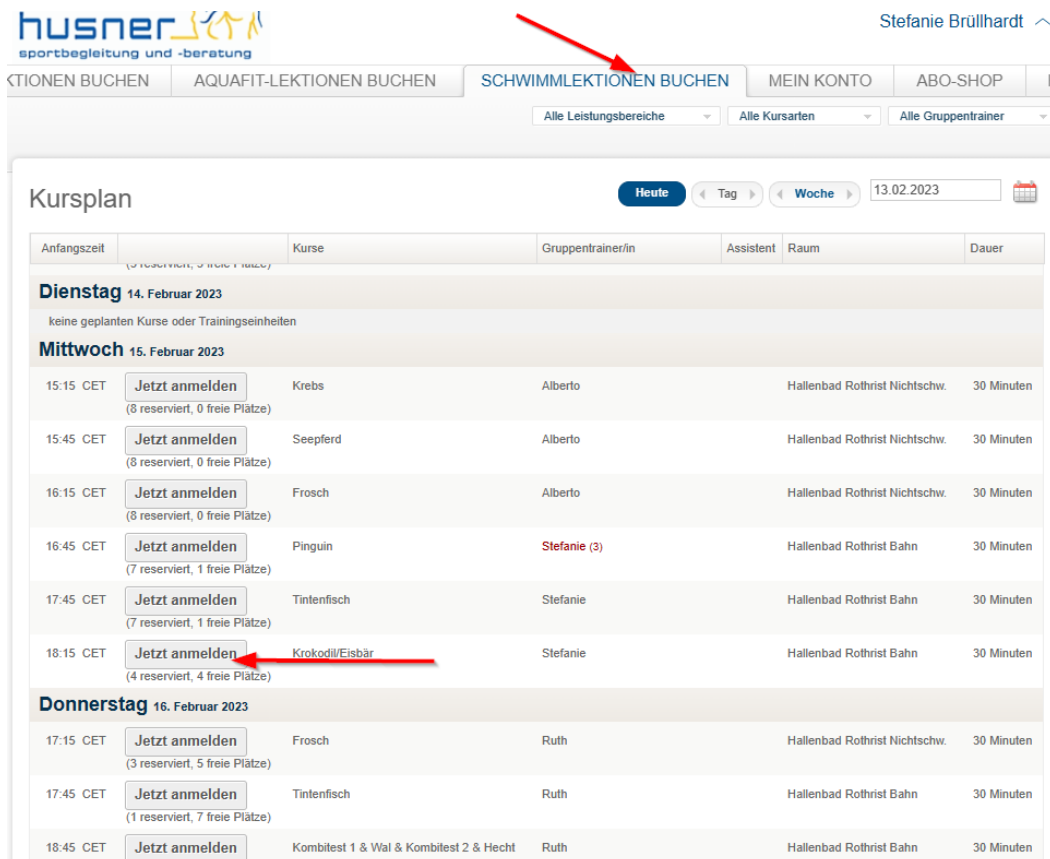 husner
sportbegleitung und -beratung
Stefanie Brüllhardt
KTIONEN BUCHEN AQUAFIT-LEKTIONEN BUCHEN SCHWIMMLEKTIONEN BUCHEN MEIN KONTO ABO-SHOP
Alle Leistungsbereiche Alle Kursarten Alle Gruppentrainer
Kursplan Heute Tag Woche 13.02.2023
Anfangszeit Kurse Gruppentrainer/in Assistent Raum Dauer
Dienstag 14. Februar 2023
keine geplanten Kurse oder Trainingseinheiten
Mittwoch 15. Februar 2023
15:15 CET Jetzt anmelden Krebs Alberto Hallenbad Rothrist Nichtschw. 30 Minuten
(8 reserviert, 0 freie Plätze)
15:45 CET Jetzt anmelden Seepferd Alberto Hallenbad Rothrist Nichtschw. 30 Minuten
(8 reserviert, 0 freie Plätze)
16:15 CET Jetzt anmelden Frosch Alberto Hallenbad Rothrist Nichtschw. 30 Minuten
(8 reserviert, 0 freie Plätze)
16:45 CET Jetzt anmelden Pinguin Stefanie (3) Hallenbad Rothrist Bahn 30 Minuten
(7 reserviert, 1 freie Plätze)
17:45 CET Jetzt anmelden Tintenfisch Stefanie Hallenbad Rothrist Bahn 30 Minuten
(7 reserviert, 1 freie Plätze)
18:15 CET Jetzt anmelden Krokodil/Eisbär Stefanie Hallenbad Rothrist Bahn 30 Minuten
(4 reserviert, 4 freie Plätze)
Donnerstag 16. Februar 2023
17:15 CET Jetzt anmelden Frosch Ruth Hallenbad Rothrist Nichtschw. 30 Minuten
(3 reserviert, 5 freie Plätze)
17:45 CET Jetzt anmelden Tintenfisch Ruth Hallenbad Rothrist Bahn 30 Minuten
(1 reserviert, 7 freie Plätze)
18:45 CET Jetzt anmelden Kombitest 1 & Wal & Kombitest 2 & Hecht Ruth Hallenbad Rothrist Bahn 30 Minuten